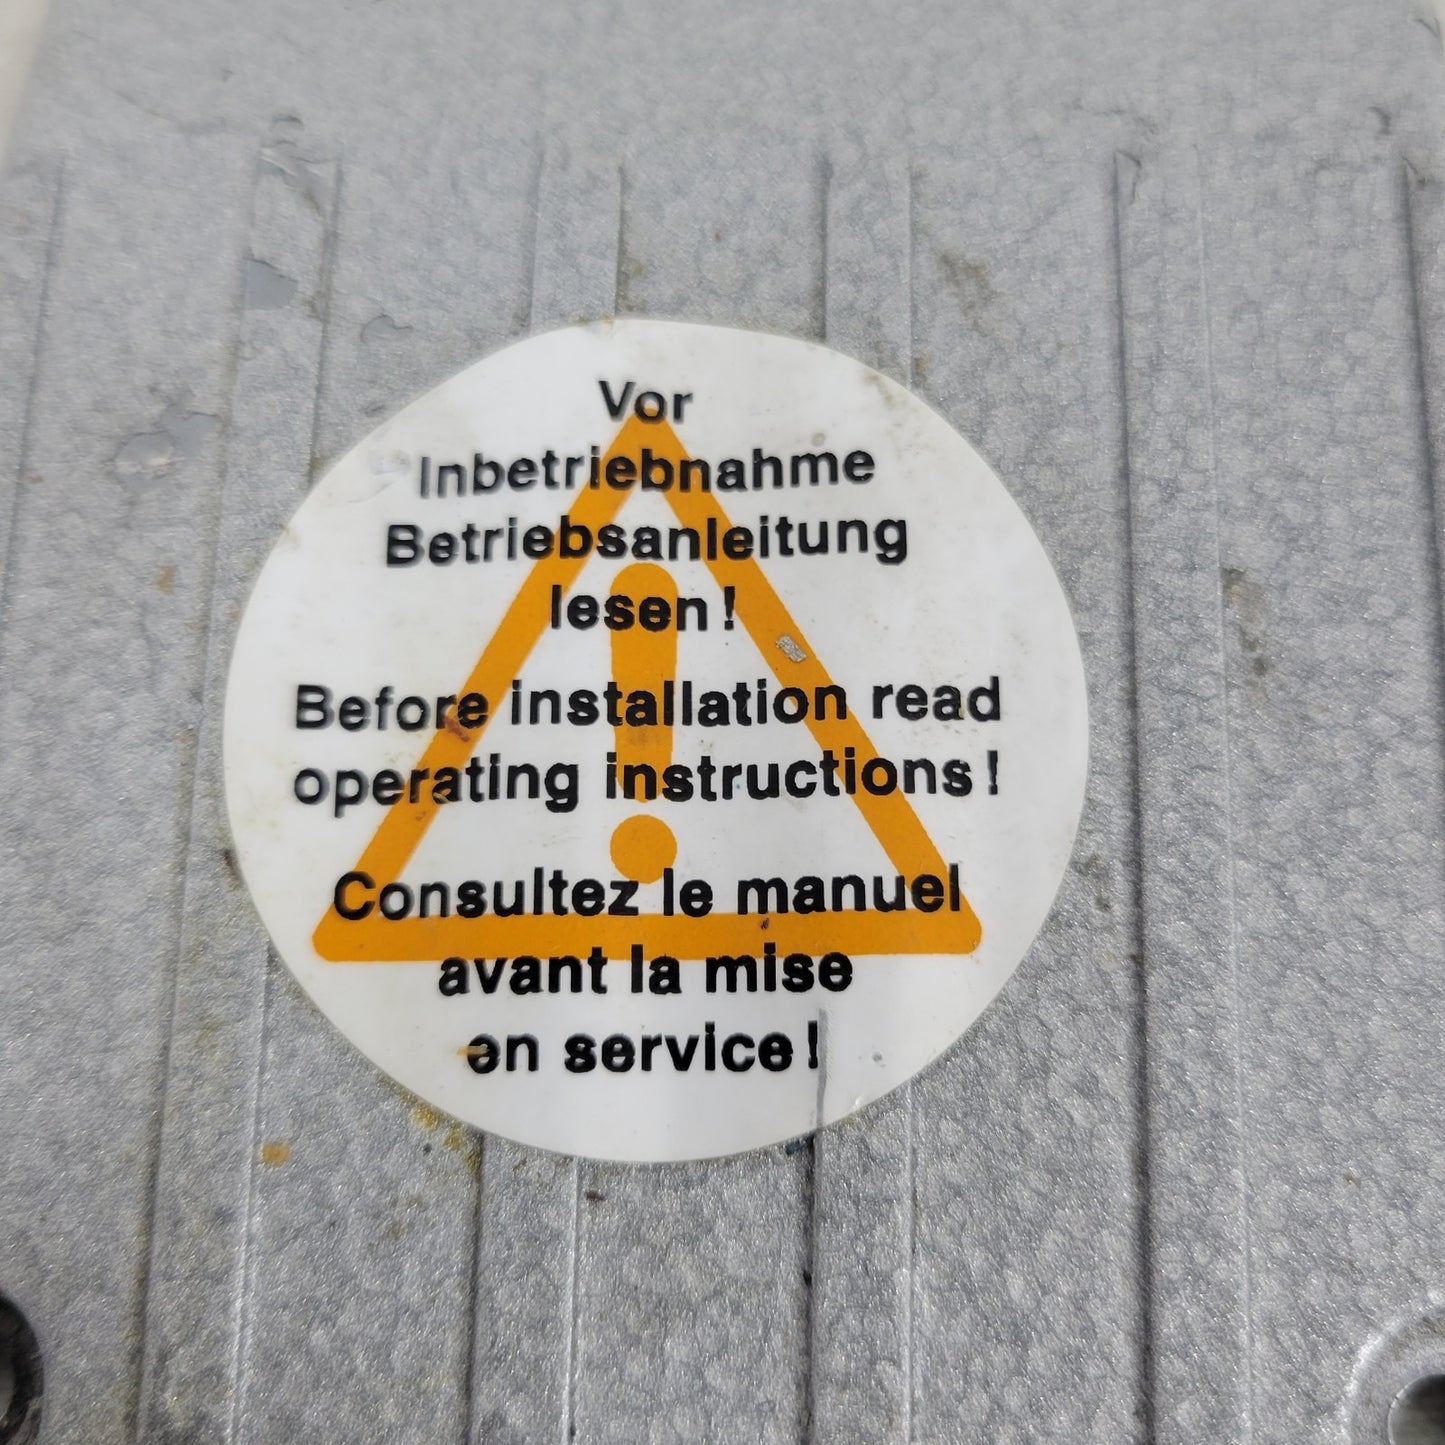 Vor
Inbetriebnahme
Betriebsanleitung
lesen!
Before installation read
operating instructions!
Consultez le manuel
avant la mise
en service!